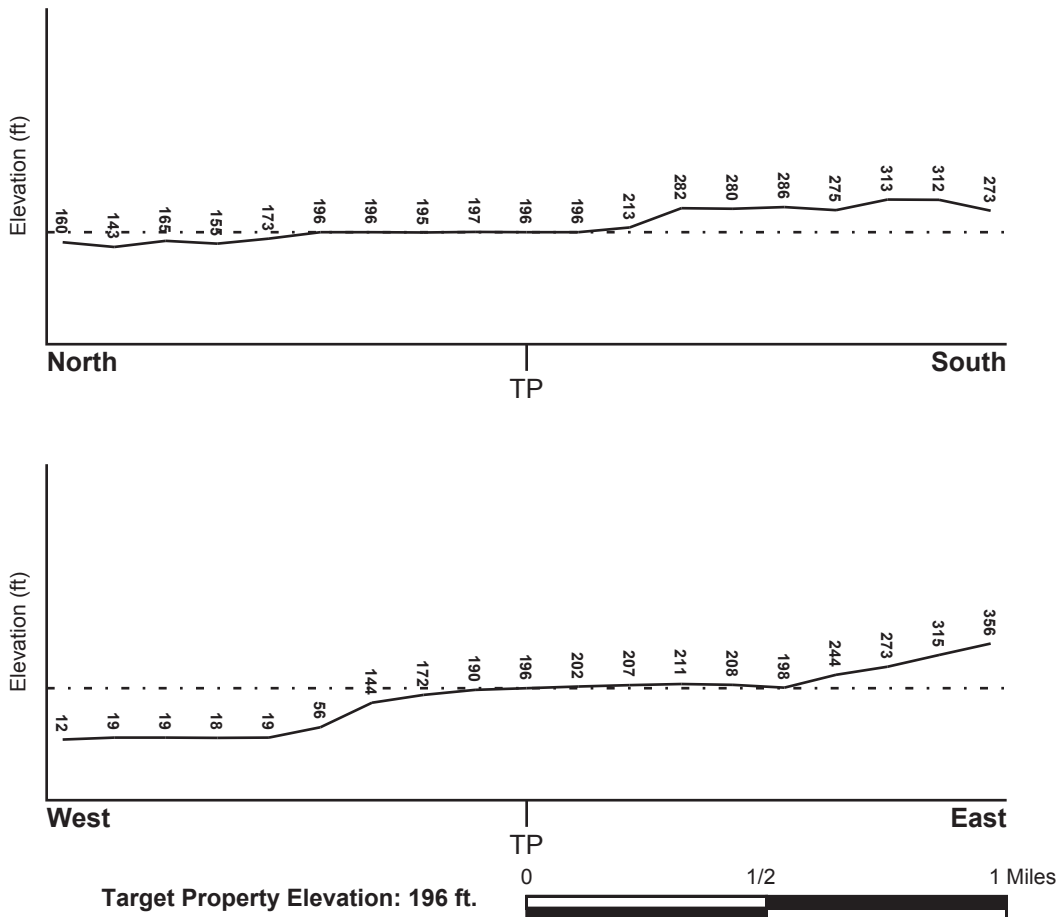 Elevation (ft)
160 143 165 155 173 196 196 195 197 196 196 213 282 280 286 275 313 312 273
North South
TP
Elevation (ft)
12 19 19 18 19 56 144 172 190 196 202 207 211 208 198 244 273 315 356
West East
TP
Target Property Elevation: 196 ft.
0 1/2 1 Miles